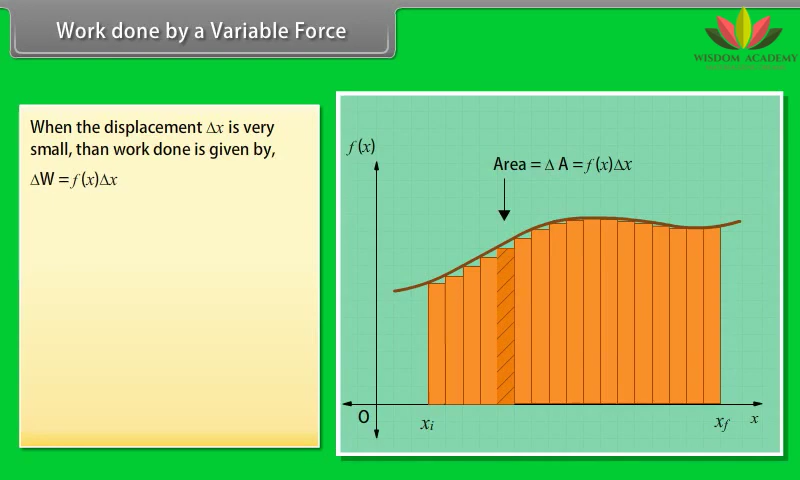 Work done by a Variable Force
WISDOM ACADEMY
When the displacement Δx is very
small, than work done is given by,
ΔW = f (x)Δx
f (x)
Area = Δ A = f (x)Δx
O
xi
xf
x